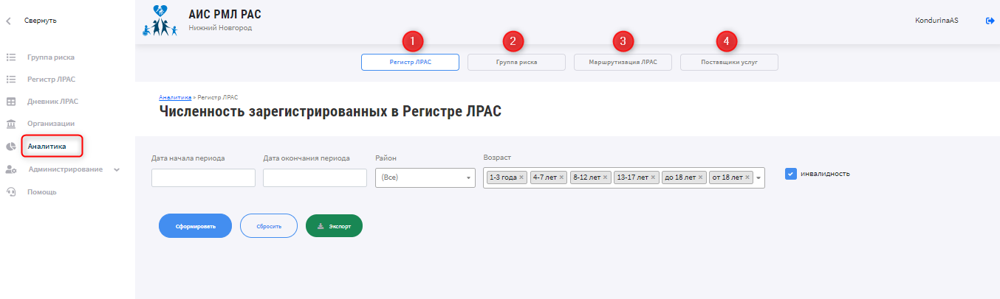 Свернуть
Группа риска
Регистр ЛРАС
Дневник ЛРАС
Организации
Аналитика
Администрирование
Помощь
АИС РМЛ РАС
Нижний Новгород
KondurinaAS
1
2
3
4
Регистр ЛРАС
Группа риска
Маршрутизация ЛРАС
Поставщики услуг
Аналитика » Регистр ЛРАС
Численность зарегистрированных в Регистре ЛРАС
Дата начала периода
Дата окончания периода
Район
Возраст
(Все)
1-3 года × 4-7 лет × 8-12 лет × 13-17 лет × до 18 лет × от 18 лет ×
инвалидность
Сформировать
Сбросить
Экспорт